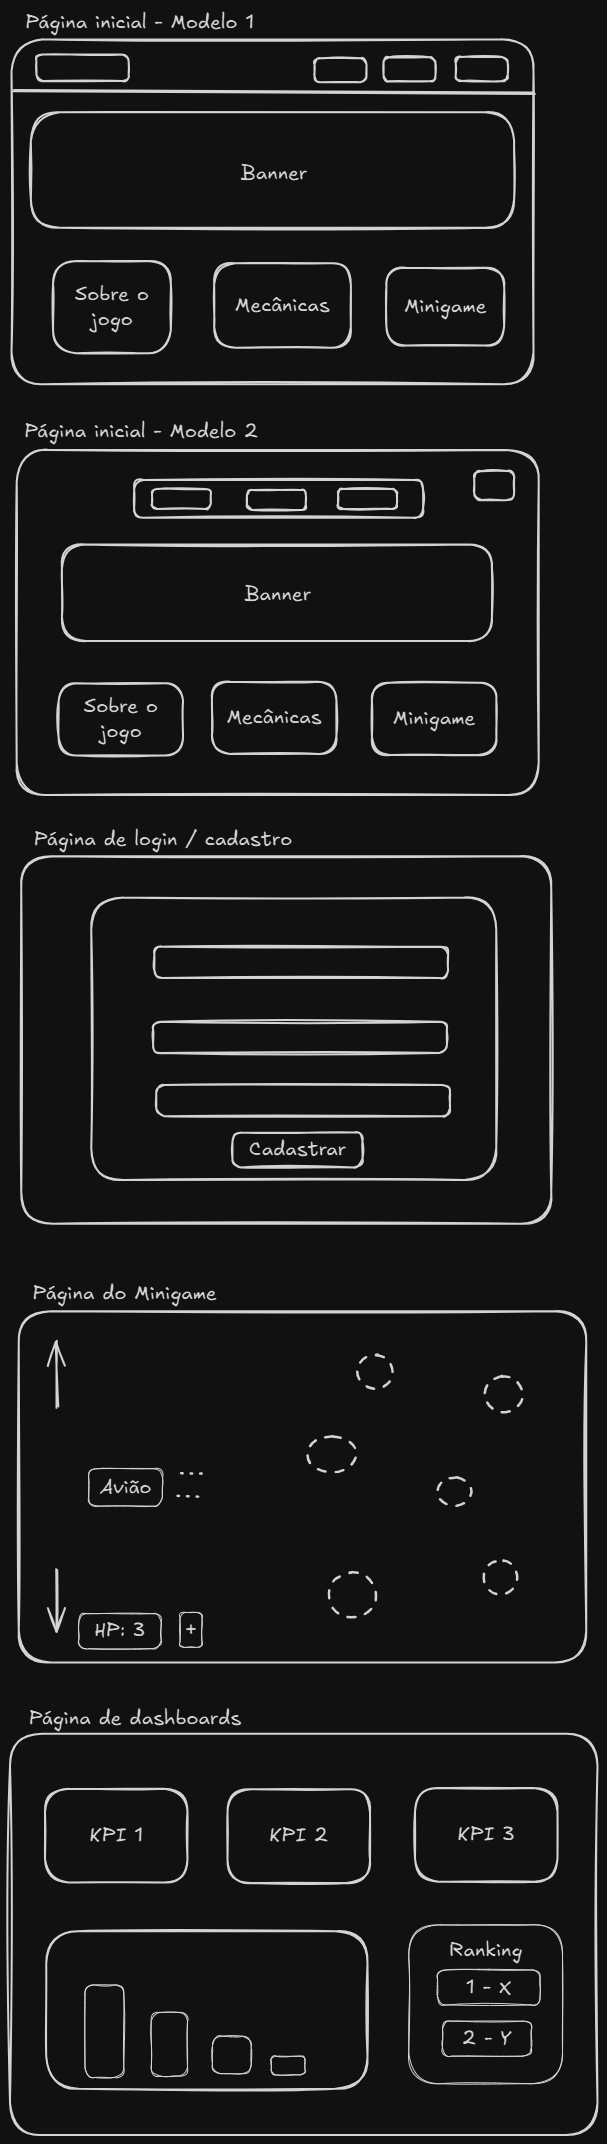 Página inicial - Modelo 1
Banner
Sobre o
jogo
Mecânicas
Minigame
Página inicial - Modelo 2
Banner
Sobre o
jogo
Mecânicas
Minigame
Página de login / cadastro
Cadastrar
Página do Minigame
Avião
HP: 3
+
Página de dashboards
KPI 1
KPI 2
KPI 3
Ranking
1 - X
2 - Y